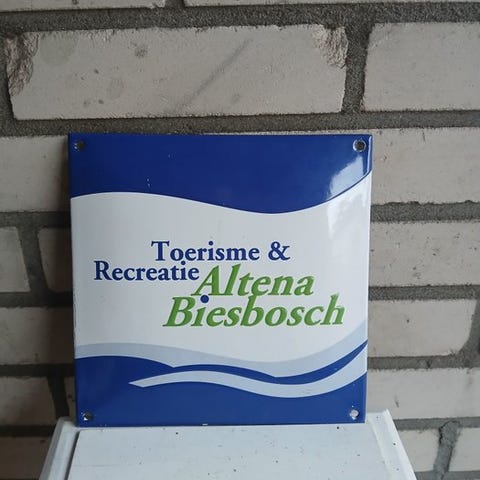 Toerisme &
Recreatie Altena
Biesbosch